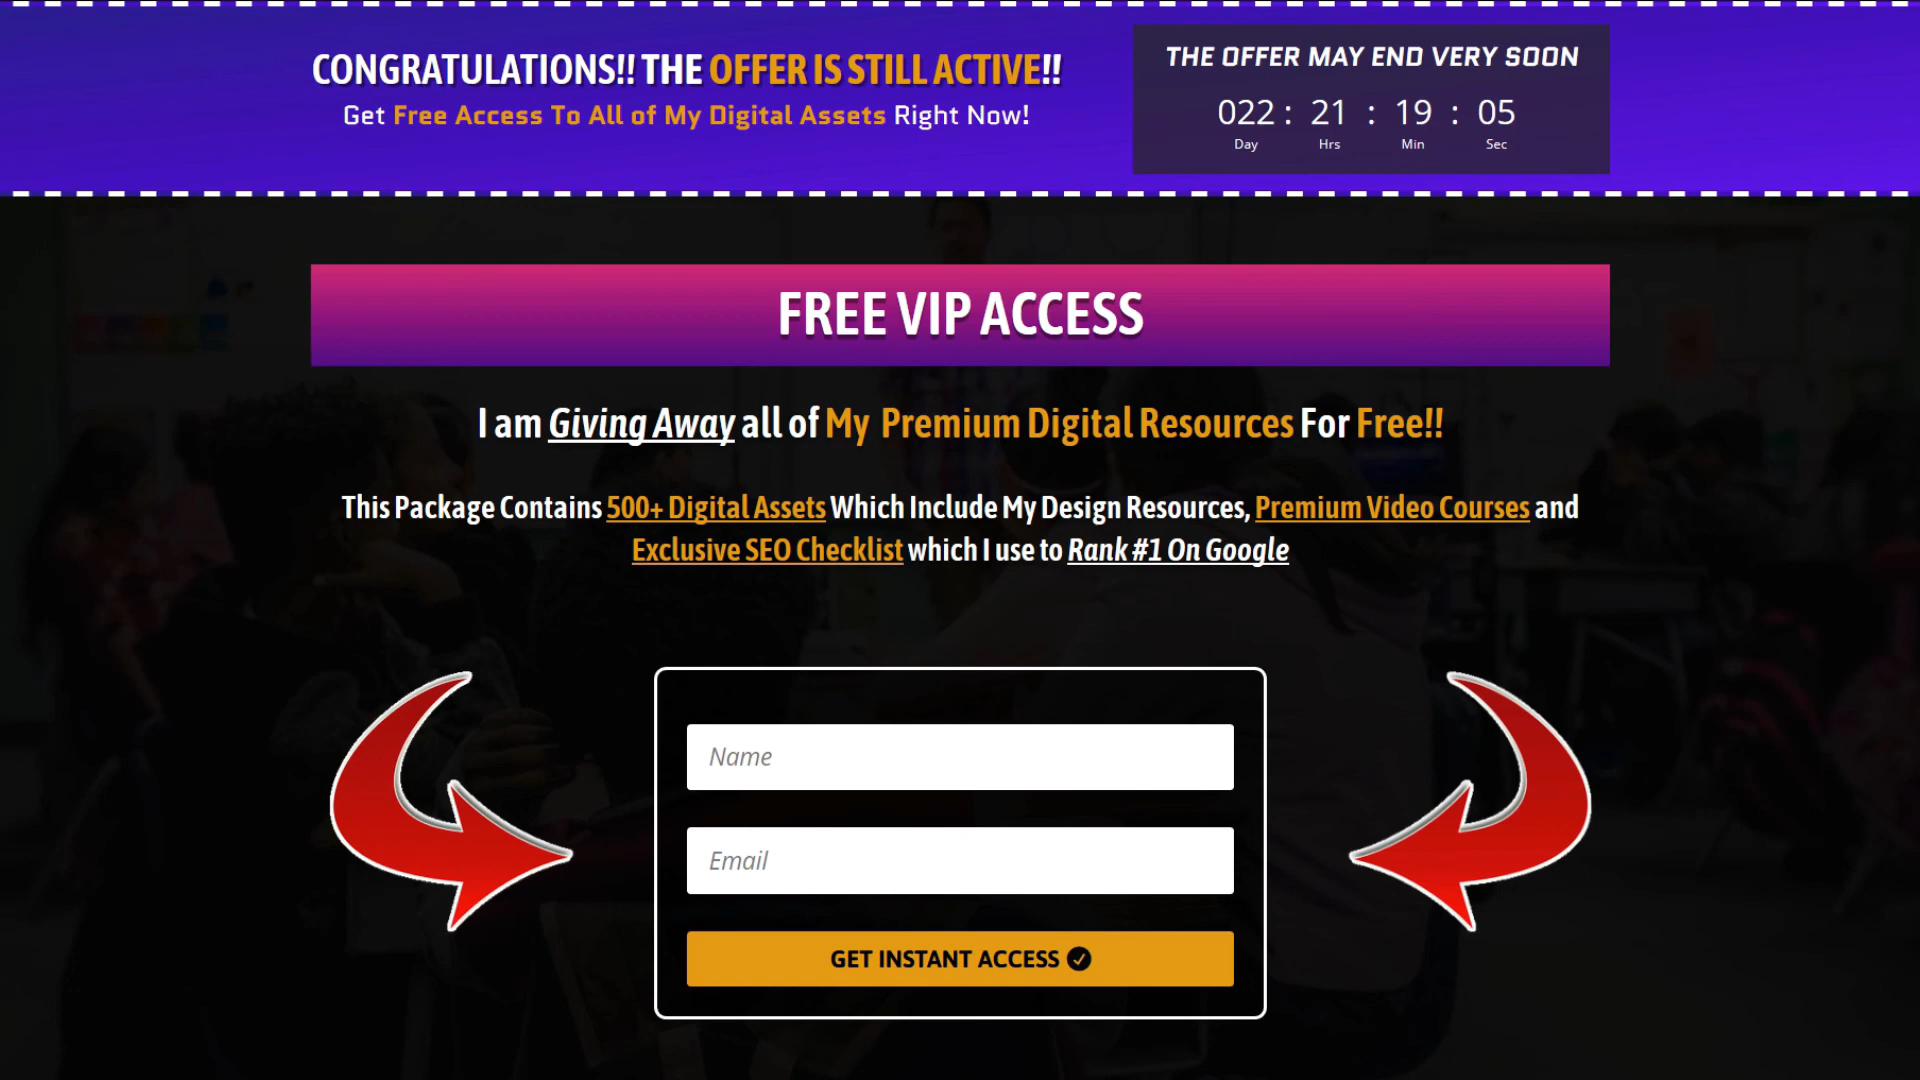 CONGRATULATIONS!! THE OFFER IS STILL ACTIVE!!
Get Free Access To All of My Digital Assets Right Now!
THE OFFER MAY END VERY SOON
022 : 21 : 19 : 05
Day Hrs Min Sec
FREE VIP ACCESS
I am Giving Away all of My Premium Digital Resources For Free!!
This Package Contains 500+ Digital Assets Which Include My Design Resources, Premium Video Courses and
Exclusive SEO Checklist which I use to Rank #1 On Google
Name
Email
GET INSTANT ACCESS